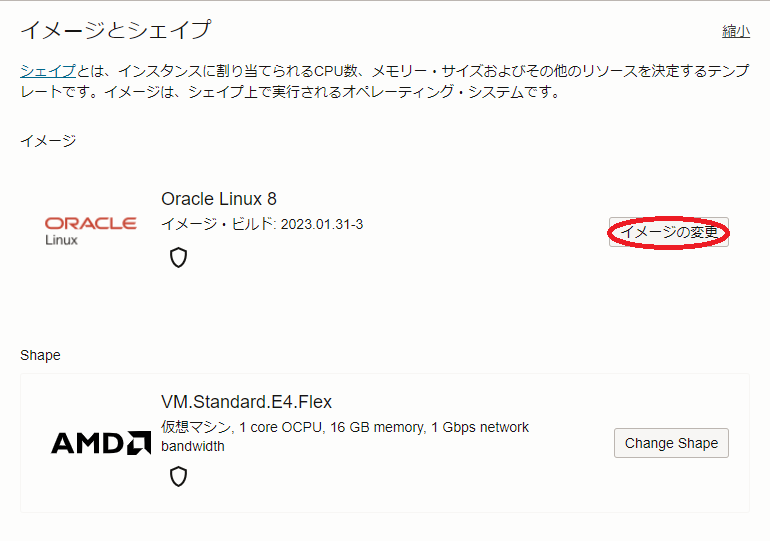 イメージとシェイプ
縮小
シェイプとは、インスタンスに割り当てられるCPU数、メモリー・サイズおよびその他のリソースを決定するテンプ
レートです。イメージは、シェイプ上で実行されるオペレーティング・システムです。
イメージ
ORACLE
Linux
Oracle Linux 8
イメージ・ビルド: 2023.01.31-3
イメージの変更
Shape
AMD
VM.Standard.E4.Flex
仮想マシン, 1 core OCPU, 16 GB memory, 1 Gbps network
bandwidth
Change Shape